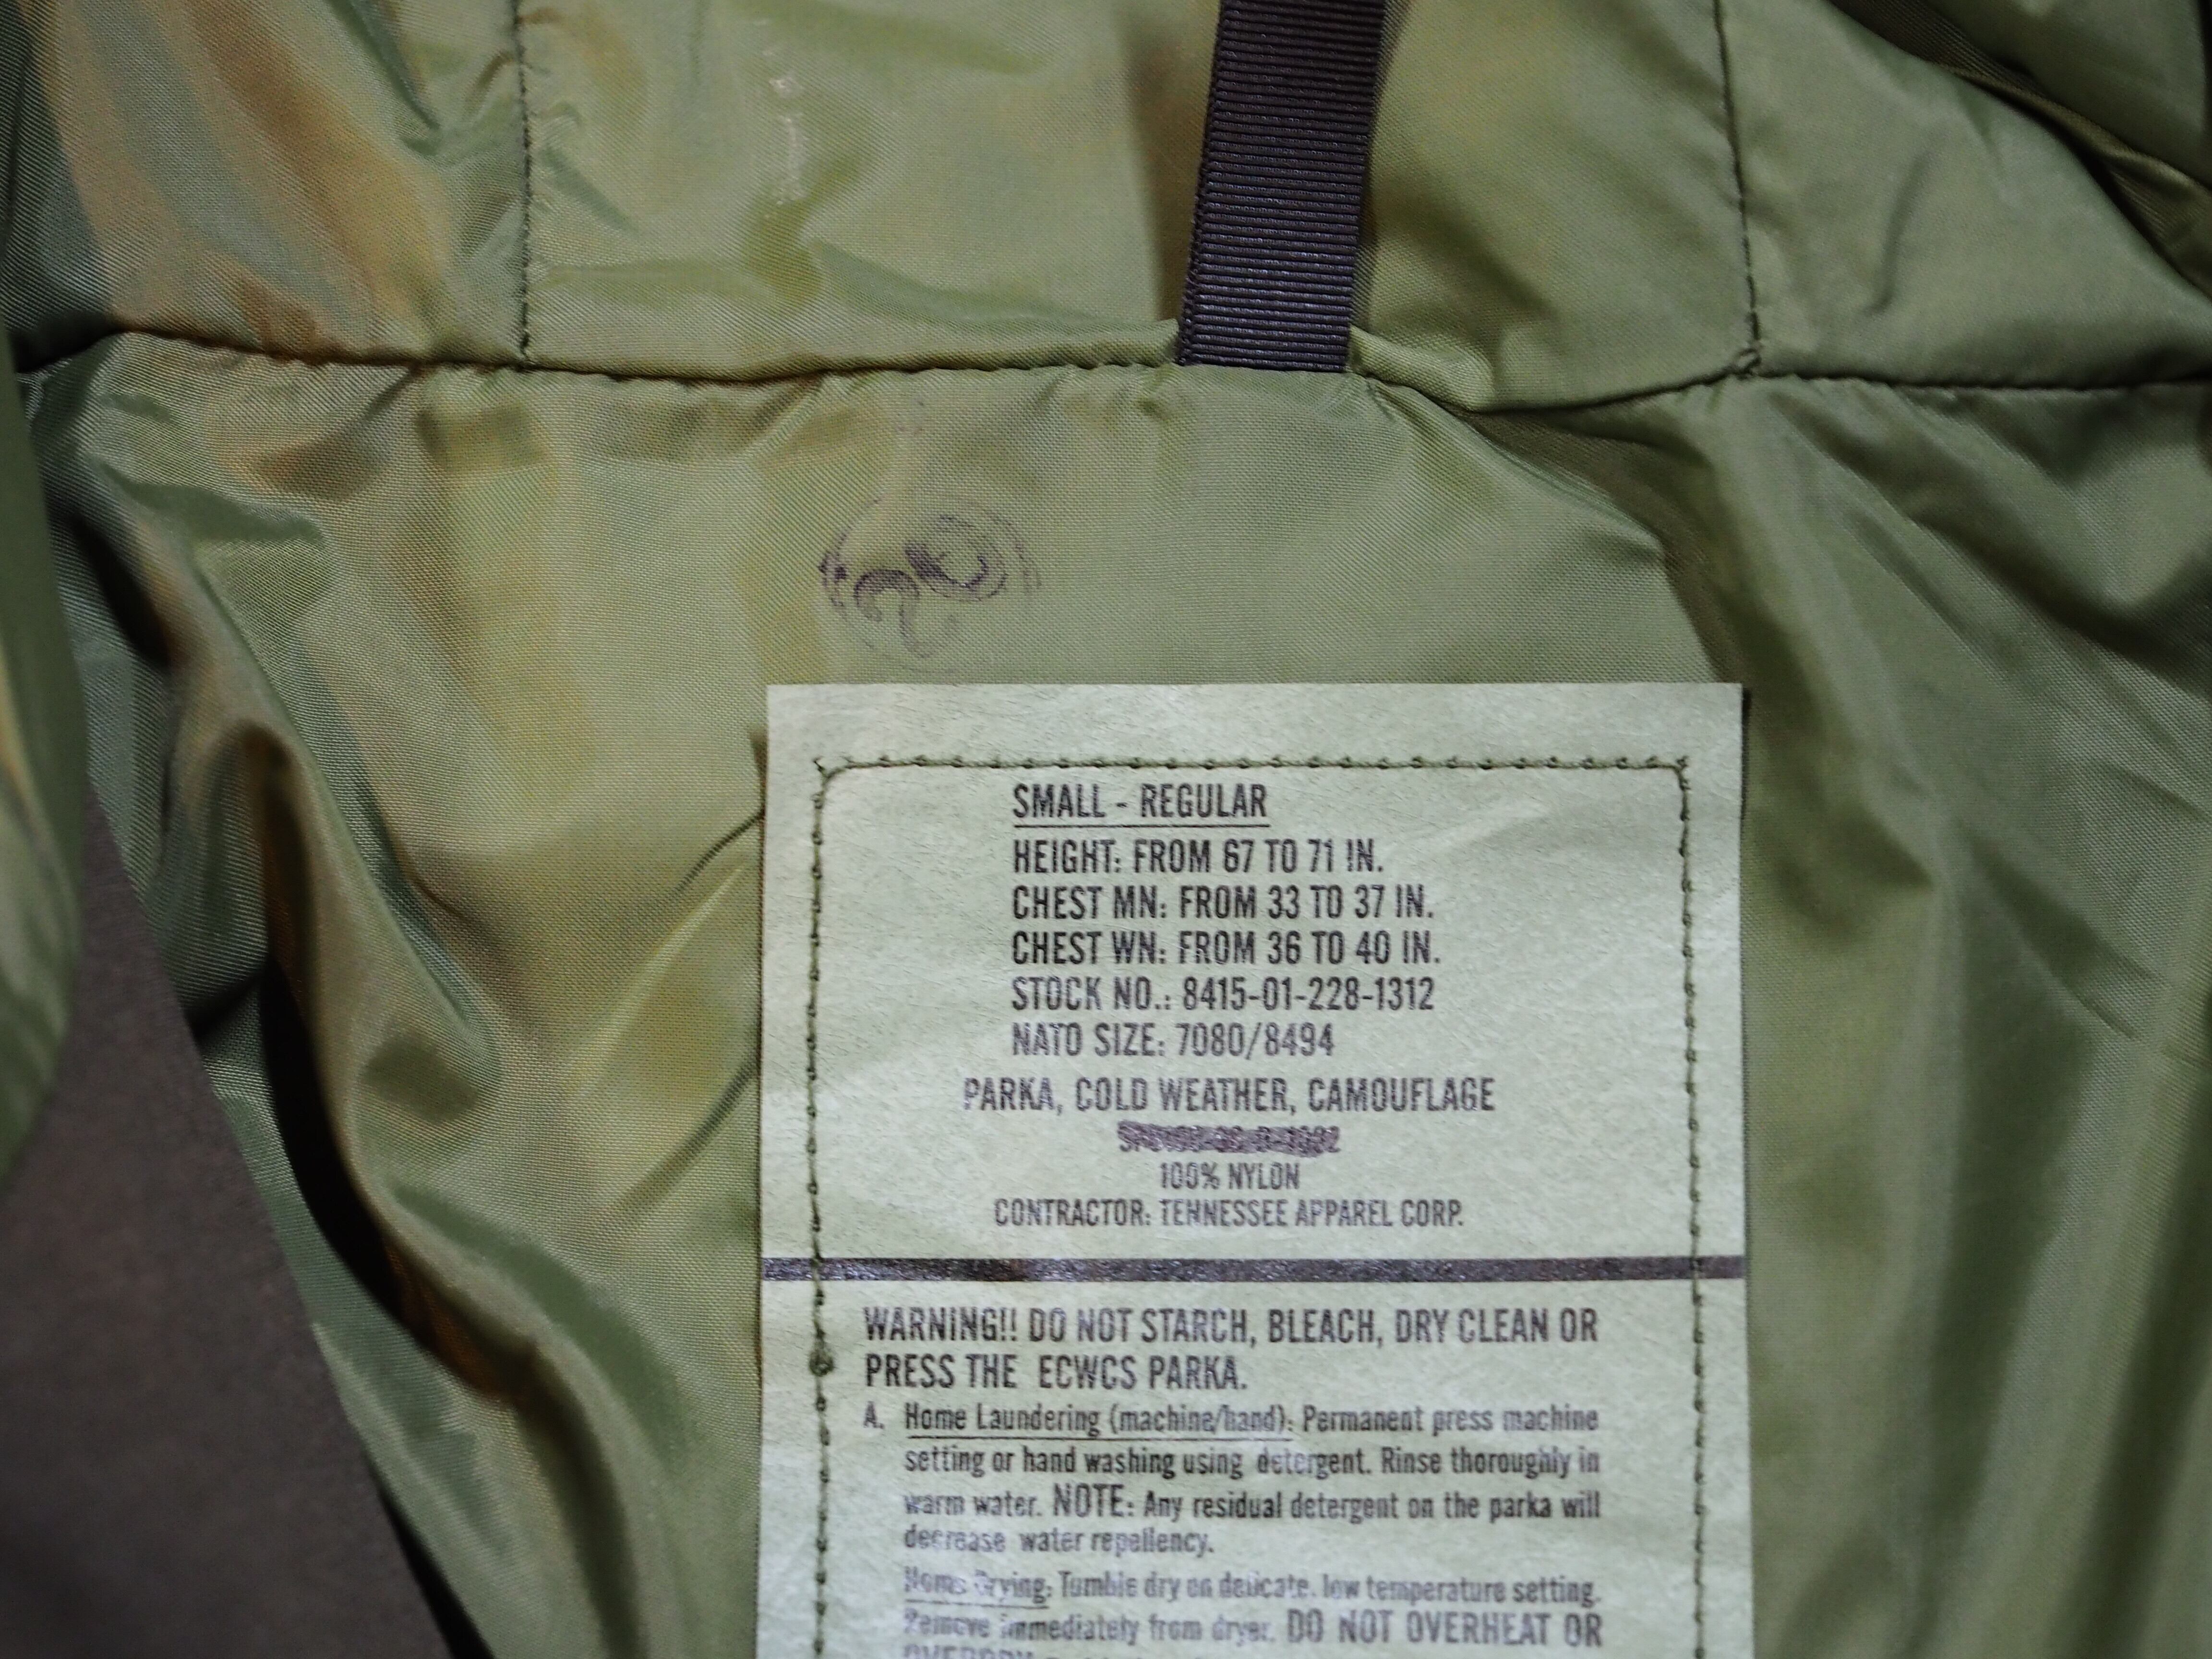 SMALL - REGULAR
HEIGHT: FROM 67 TO 71 IN.
CHEST MN: FROM 33 TO 37 IN.
CHEST WN: FROM 36 TO 40 IN.
STOCK NO.: 8415-01-228-1312
NATO SIZE: 7080/8494
PARKA, COLD WEATHER, CAMOUFLAGE
100% NYLON
CONTRACTOR: TENNESSEE APPAREL CORP.
WARNING!! DO NOT STARCH, BLEACH, DRY CLEAN OR
PRESS THE ECWCS PARKA.
A. Home Laundering (machine/hand): Permanent press machine
setting or hand washing using detergent. Rinse thoroughly in
warm water. NOTE: Any residual detergent on the parka will
decrease water repellency.
Home Drying: Tumble dry on delicate. low temperature setting.
Remove immediately from dryer. DO NOT OVERHEAT OR